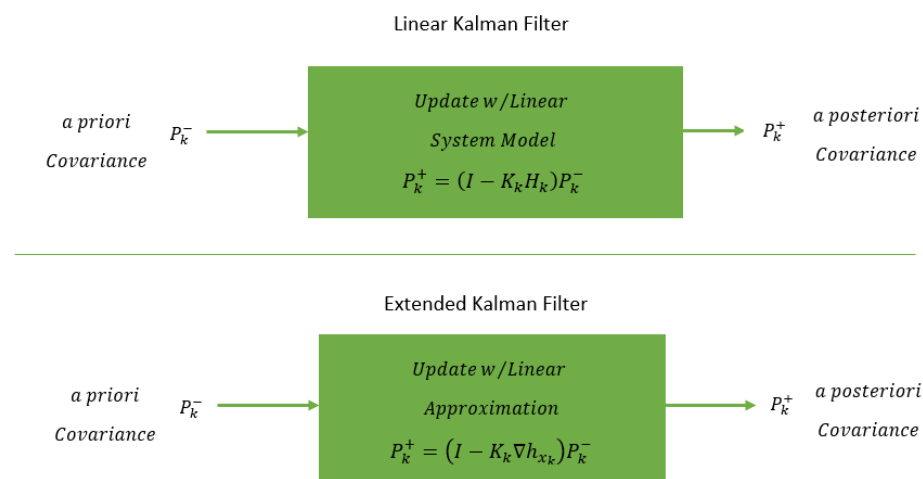 Linear Kalman Filter
a priori
Covariance
P_k^-
Update w/Linear
System Model
P_k^+ = (I − K_k H_k)P_k^-
P_k^+
a posteriori
Covariance
Extended Kalman Filter
a priori
Covariance
P_k^-
Update w/Linear
Approximation
P_k^+ = (I − K_k ∇h_{x_k})P_k^-
P_k^+
a posteriori
Covariance